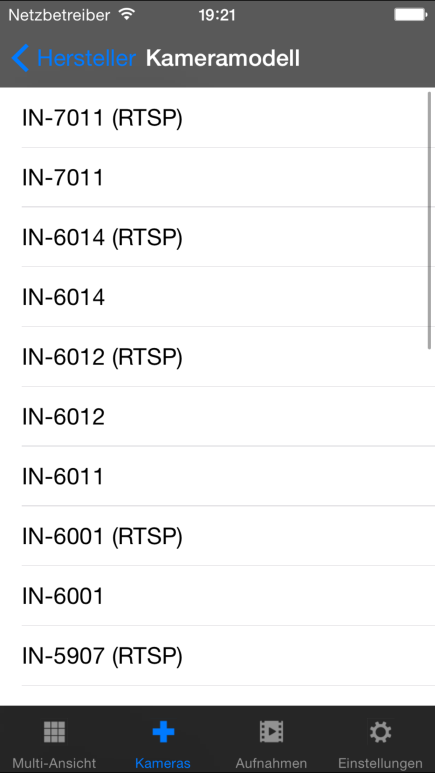 Netzbetreiber 19:21
Hersteller Kameramodell
IN-7011 (RTSP)
IN-7011
IN-6014 (RTSP)
IN-6014
IN-6012 (RTSP)
IN-6012
IN-6011
IN-6001 (RTSP)
IN-6001
IN-5907 (RTSP)
Multi-Ansicht Kameras Aufnahmen Einstellungen